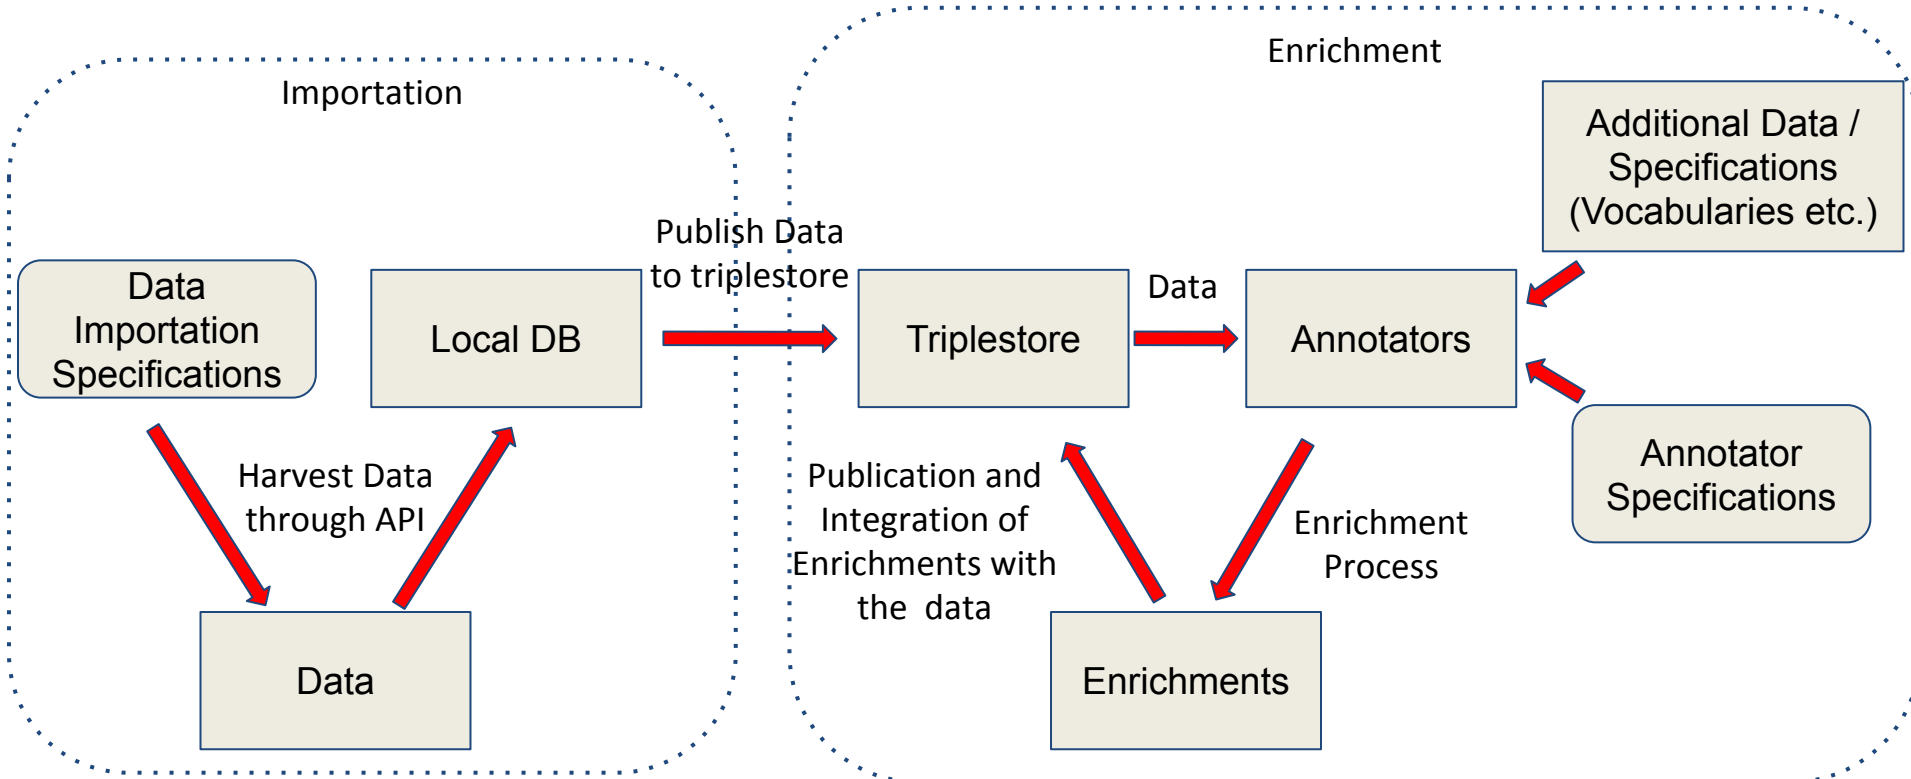 Importation
Data
Importation
Specifications
Local DB
Harvest Data
through API
Data
Publish Data
to triplestore
Enrichment
Triplestore
Data
Annotators
Additional Data /
Specifications
(Vocabularies etc.)
Annotator
Specifications
Publication and
Integration of
Enrichments with
the data
Enrichment
Process
Enrichments